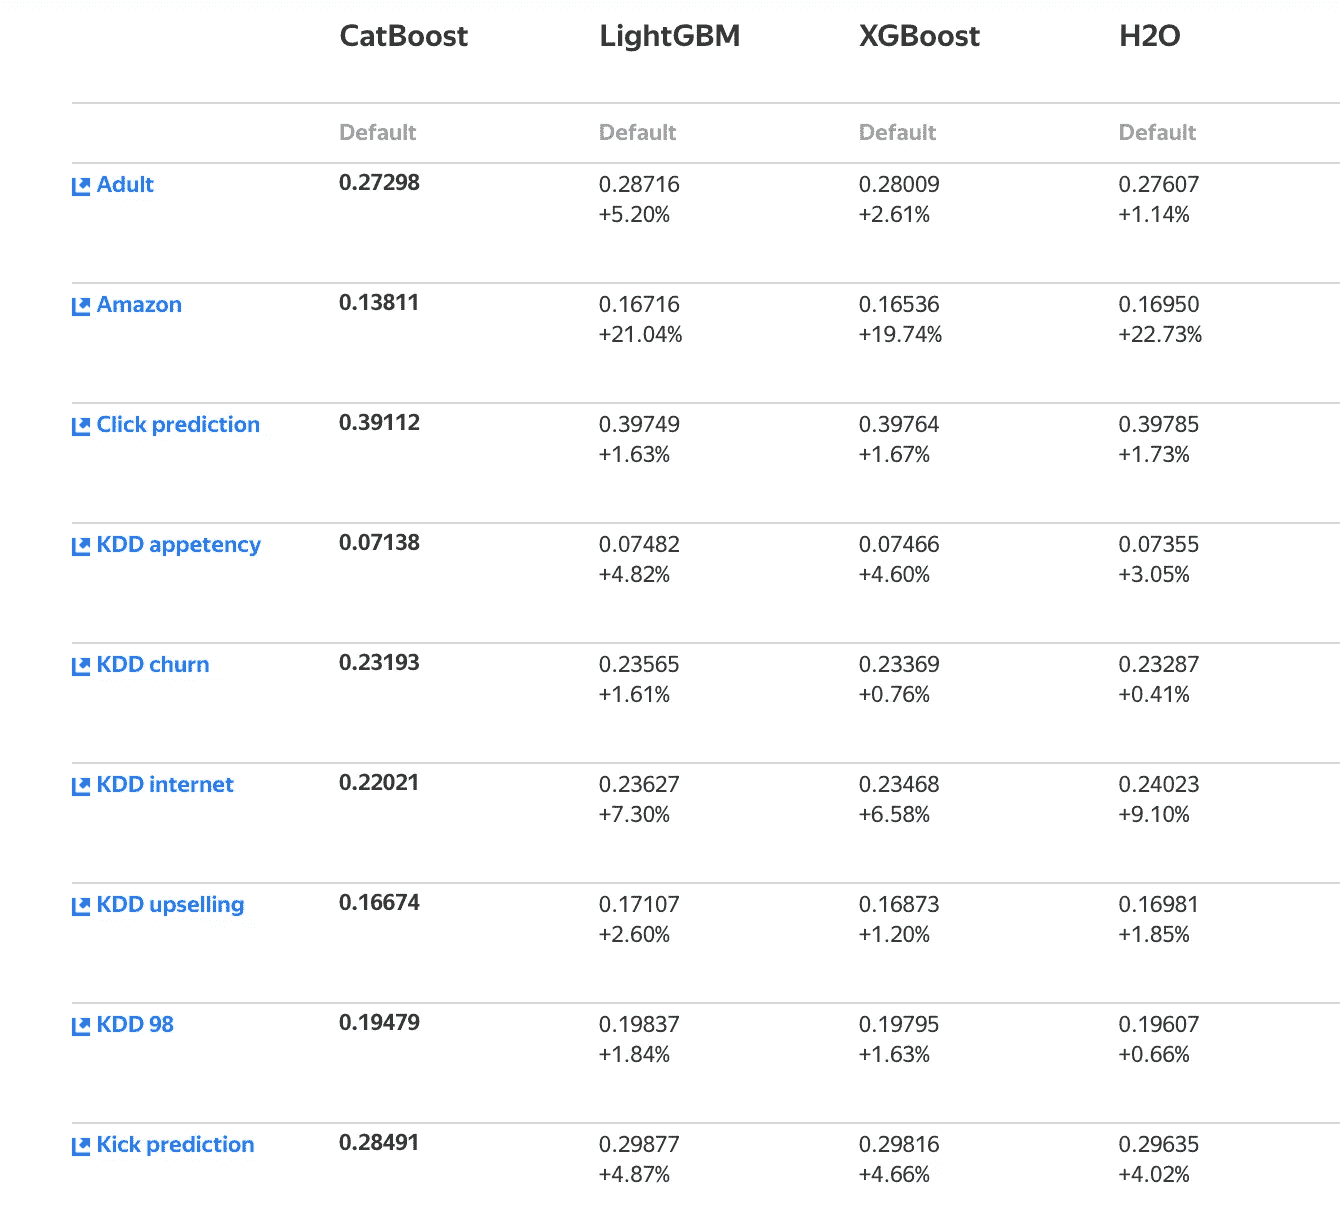 CatBoost LightGBM XGBoost H2O
Default Default Default Default
Adult 0.27298 0.28716 0.28009 0.27607
+5.20% +2.61% +1.14%
Amazon 0.13811 0.16716 0.16536 0.16950
+21.04% +19.74% +22.73%
Click prediction 0.39112 0.39749 0.39764 0.39785
+1.63% +1.67% +1.73%
KDD appetency 0.07138 0.07482 0.07466 0.07355
+4.82% +4.60% +3.05%
KDD churn 0.23193 0.23565 0.23369 0.23287
+1.61% +0.76% +0.41%
KDD internet 0.22021 0.23627 0.23468 0.24023
+7.30% +6.58% +9.10%
KDD upselling 0.16674 0.17107 0.16873 0.16981
+2.60% +1.20% +1.85%
KDD 98 0.19479 0.19837 0.19795 0.19607
+1.84% +1.63% +0.66%
Kick prediction 0.28491 0.29877 0.29816 0.29635
+4.87% +4.66% +4.02%